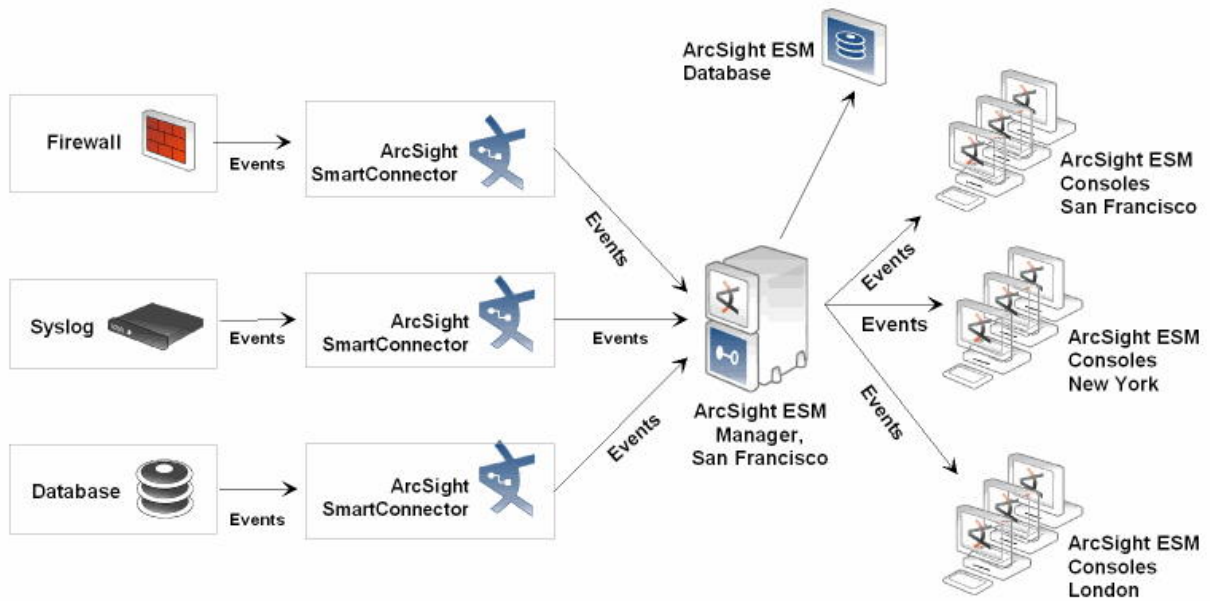 ArcSight ESM
Database
Firewall
Events
ArcSight
SmartConnector
Events
ArcSight ESM
Consoles
San Francisco
Events
Syslog
Events
ArcSight
SmartConnector
Events
Events
ArcSight ESM
Consoles
New York
ArcSight ESM
Manager,
San Francisco
Events
Events
Database
Events
ArcSight
SmartConnector
ArcSight ESM
Consoles
London